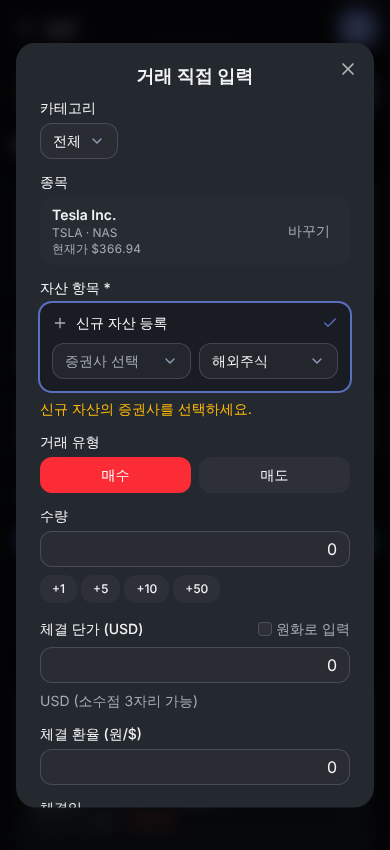 거래 직접 입력
카테고리
전체
종목
Tesla Inc.
TSLA · NAS
현재가 $366.94
바꾸기
자산 항목 *
신규 자산 등록
증권사 선택
해외주식
신규 자산의 증권사를 선택하세요.
거래 유형
매수
매도
수량
0
+1
+5
+10
+50
체결 단가 (USD)
원화로 입력
0
USD (소수점 3자리 가능)
체결 환율 (원/$)
0
체결일